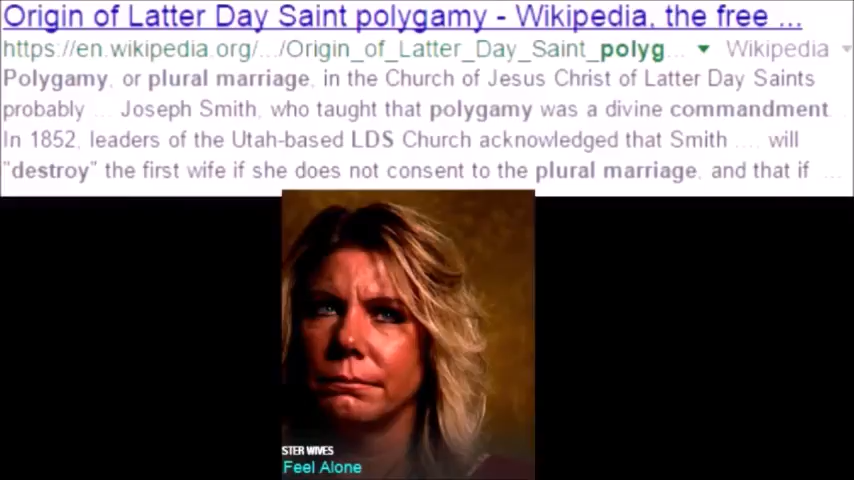 Origin of Latter Day Saint polygamy - Wikipedia, the free ...
https://en.wikipedia.org/.../Origin_of_Latter_Day_Saint_polyg... Wikipedia
Polygamy, or plural marriage, in the Church of Jesus Christ of Latter Day Saints
probably ... Joseph Smith, who taught that polygamy was a divine commandment.
In 1852, leaders of the Utah-based LDS Church acknowledged that Smith .... will
"destroy" the first wife if she does not consent to the plural marriage, and that if ...
STER WIVES
Feel Alone